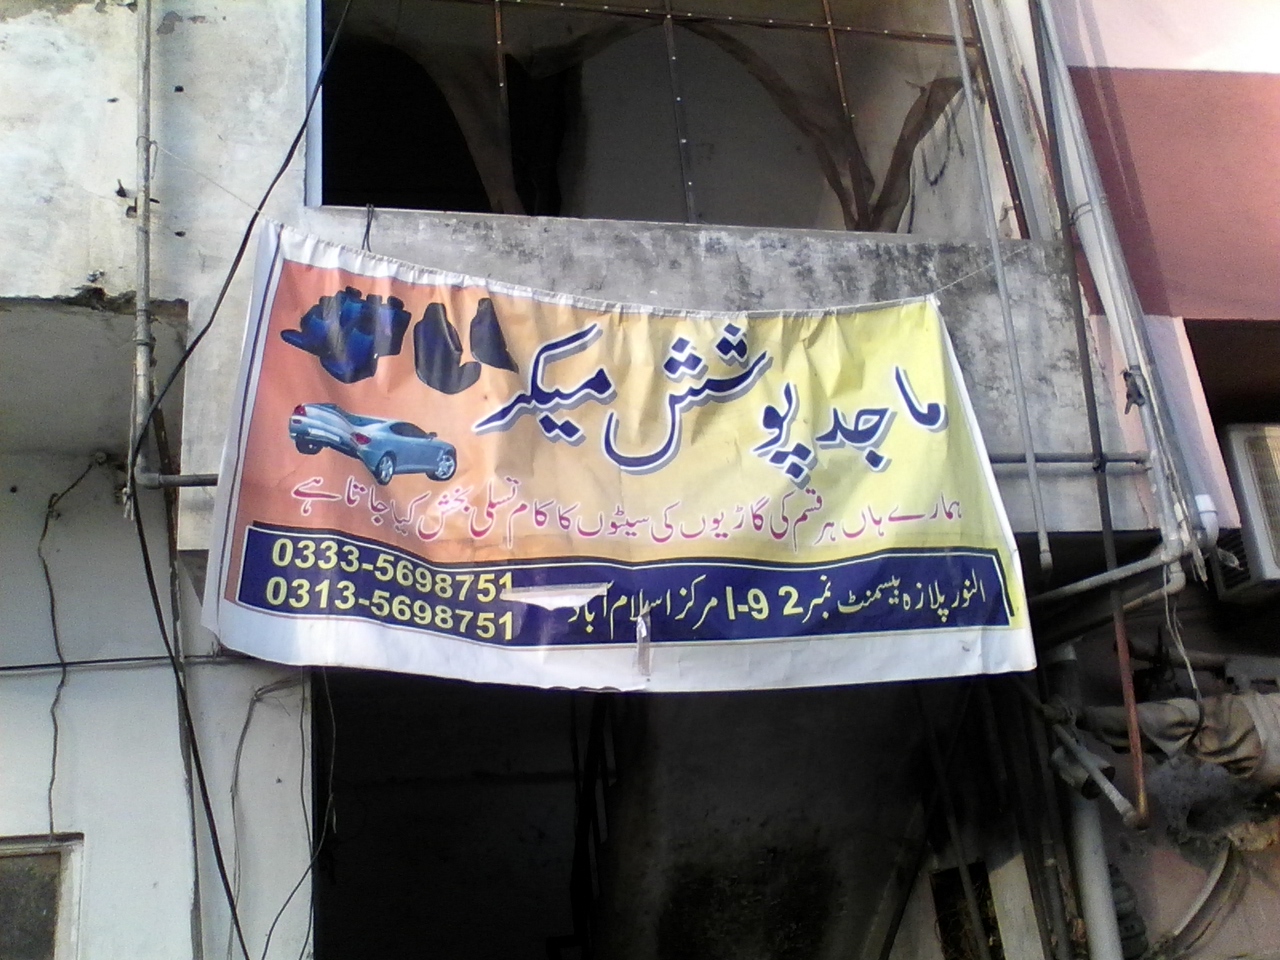 ماجد پوشش میکر
ہمارے ہاں ہر قسم کی گاڑیوں کی سیٹوں کا کام تسلی بخش کیا جاتا ہے
النور پلازہ بیسمنٹ نمبر 2 I-9 مرکز اسلام آباد
0333-5698751
0313-5698751